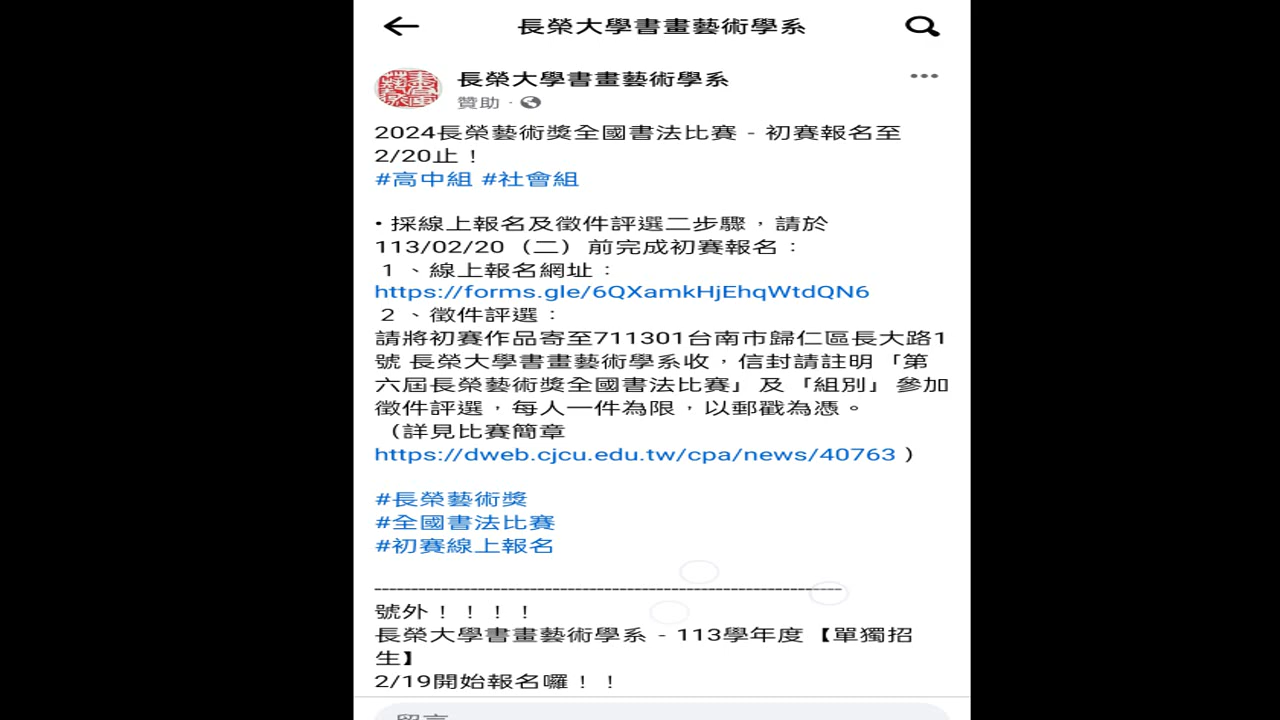 長榮大學書畫藝術學系
長榮大學書畫藝術學系
贊助 ·
2024長榮藝術獎全國書法比賽 - 初賽報名至
2/20止！
#高中組 #社會組
• 採線上報名及徵件評選二步驟，請於
113/02/20 （二） 前完成初賽報名：
1 、線上報名網址：
https://forms.gle/6QXamkHjEhqWtdQN6
2 、徵件評選：
請將初賽作品寄至711301台南市歸仁區長大路1
號 長榮大學書畫藝術學系收，信封請註明「第
六屆長榮藝術獎全國書法比賽」及「組別」 參加
徵件評選，每人一件為限，以郵戳為憑。
（詳見比賽簡章
https://dweb.cjcu.edu.tw/cpa/news/40763 ）
#長榮藝術獎
#全國書法比賽
#初賽線上報名
----------------------------------------------------------------
號外！！！！
長榮大學書畫藝術學系 - 113學年度 【單獨招
生】
2/19開始報名囉！！